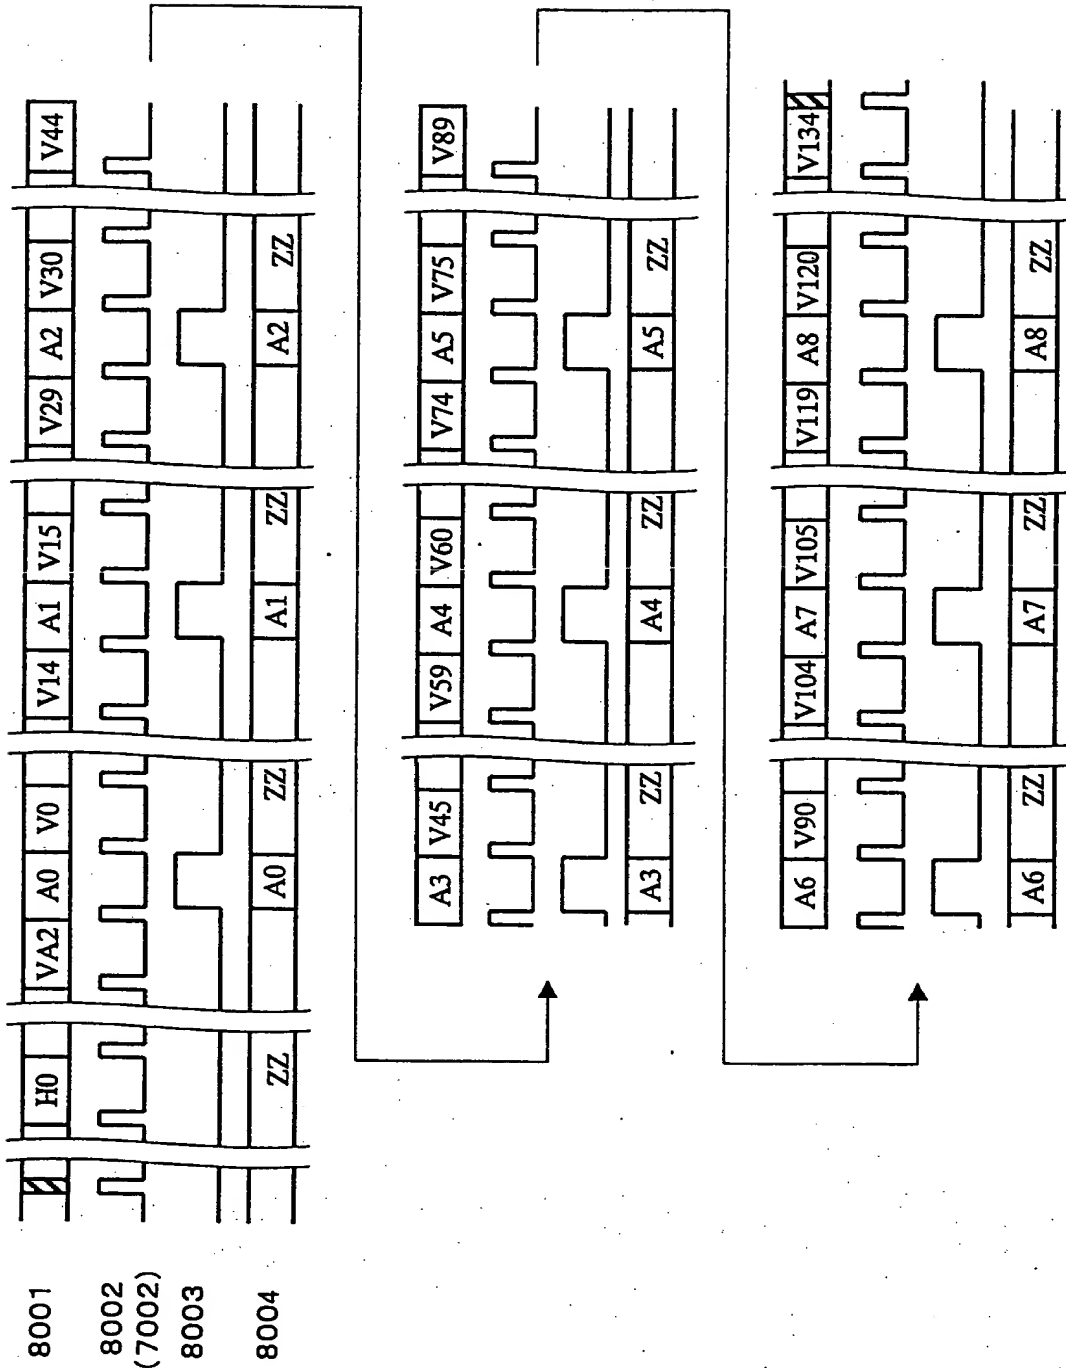 8001 H0 VA2 A0 V0 V14 A1 V15 V29 A2 V30 V44
8002
(7002)
8003
8004 ZZ A0 ZZ A1 ZZ A2 ZZ
A3 V45 V59 A4 V60 V74 A5 V75 V89
A3 ZZ A4 ZZ A5 ZZ
A6 V90 V104 A7 V105 V119 A8 V120 V134
A6 ZZ A7 ZZ A8 ZZ